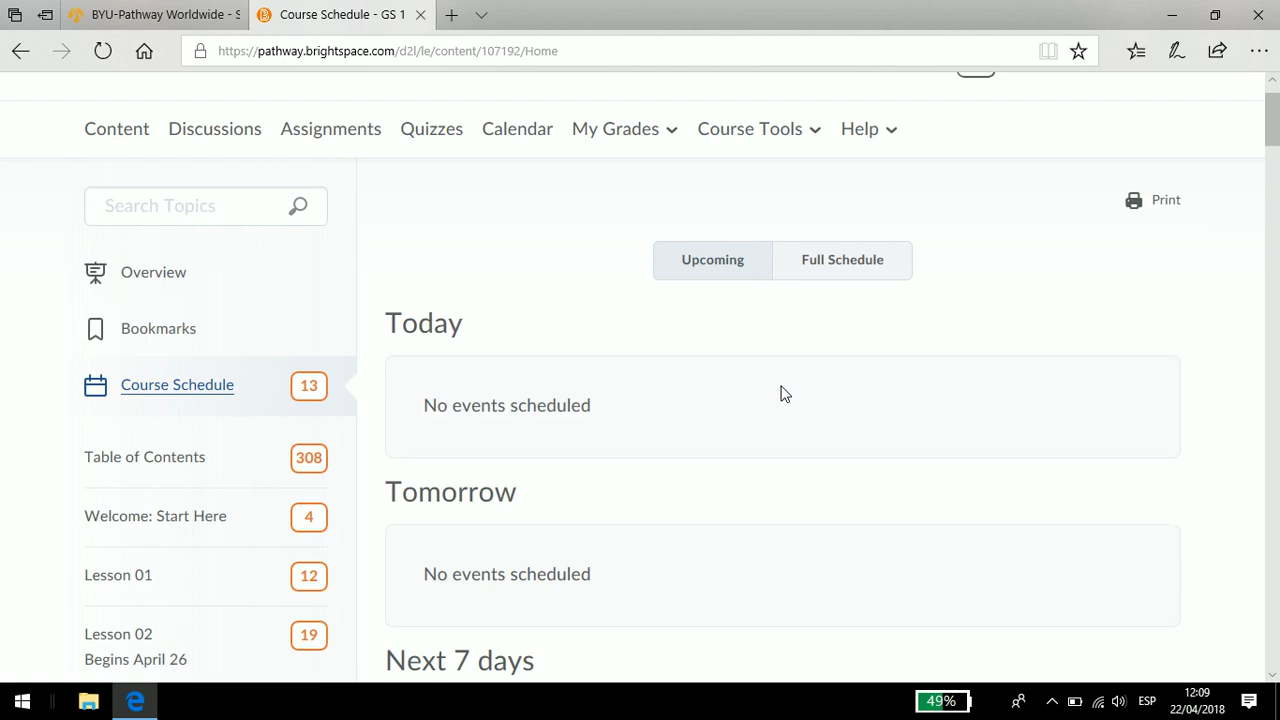 BYU-Pathway Worldwide - S
Course Schedule - GS 1
https://pathway.brightspace.com/d2l/le/content/107192/Home
Content Discussions Assignments Quizzes Calendar My Grades Course Tools Help
Search Topics
Print
Overview
Upcoming Full Schedule
Bookmarks
Today
Course Schedule 13
No events scheduled
Table of Contents 308
Tomorrow
Welcome: Start Here 4
No events scheduled
Lesson 01 12
Lesson 02 19
Begins April 26
Next 7 days
49%
ESP
12:09
22/04/2018